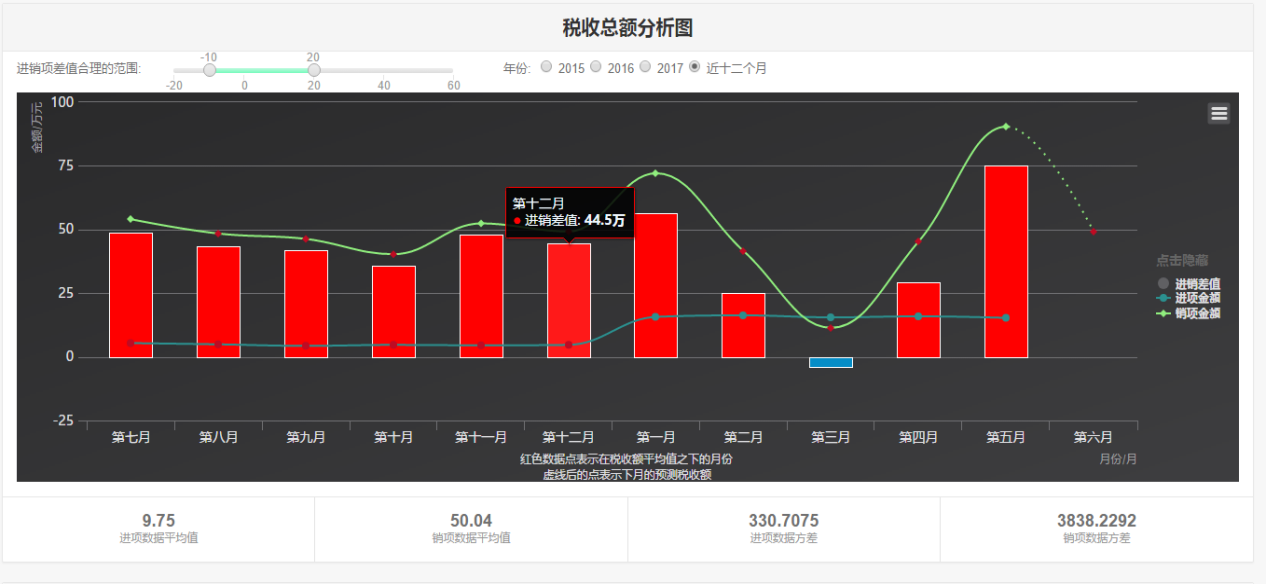 税收总额分析图
进销项差值合理的范围:
-10 20
-20 0 20 40 60
年份: 2015 2016 2017 近十二个月
金额/万元
100
75
50
25
0
-25
第十二月
进销差值: 44.5万
点击隐藏
进销差值
进项金额
销项金额
第七月 第八月 第九月 第十月 第十一月 第十二月 第一月 第二月 第三月 第四月 第五月 第六月
红色数据点表示在税收额平均值之下的月份
虚线后的点表示下月的预测税收额
月份/月
9.75 50.04 330.7075 3838.2292
进项数据平均值 销项数据平均值 进项数据方差 销项数据方差